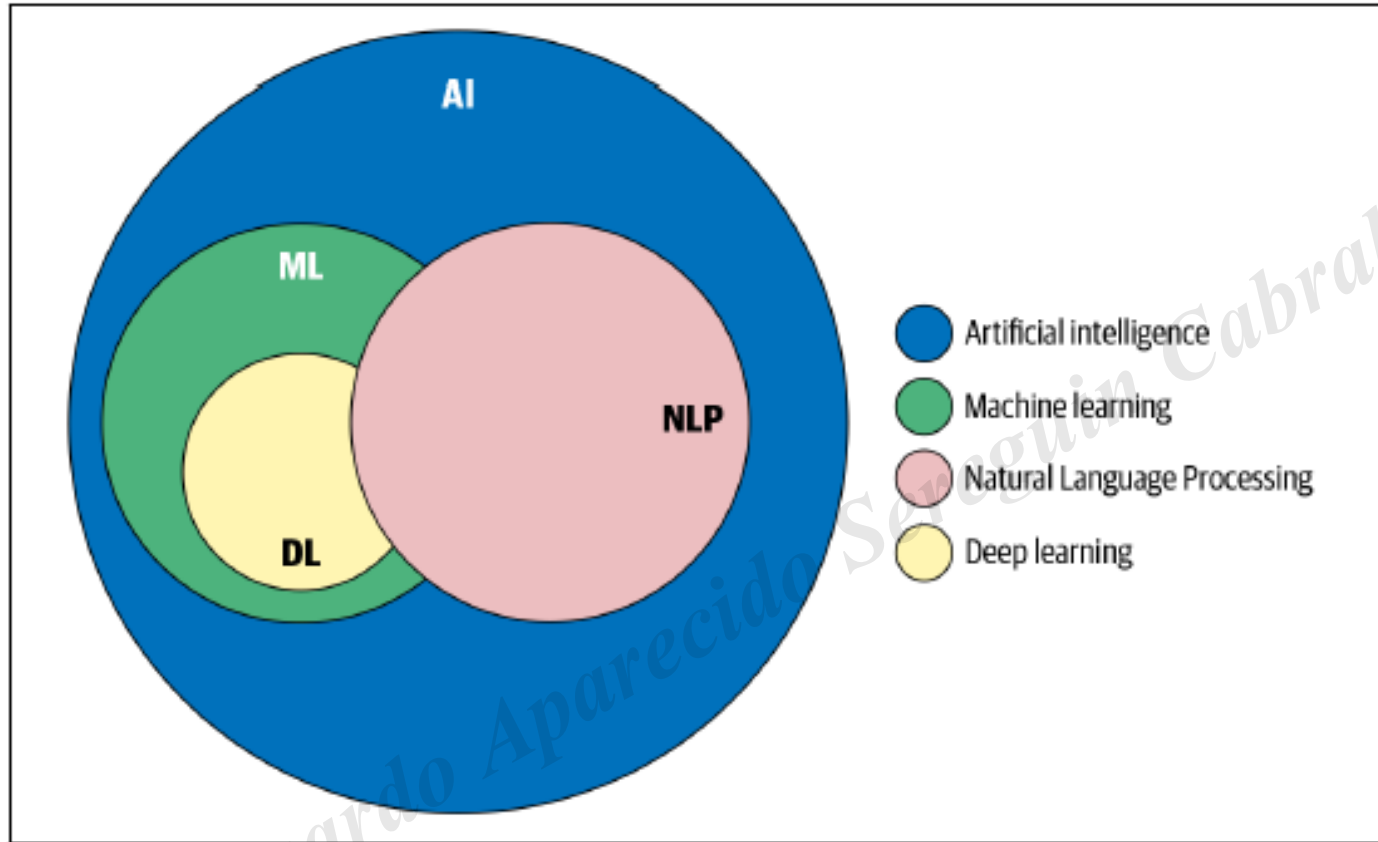 AI
ML
NLP
DL
Artificial intelligence
Machine learning
Natural Language Processing
Deep learning
Aparecido Sereguin Cabral